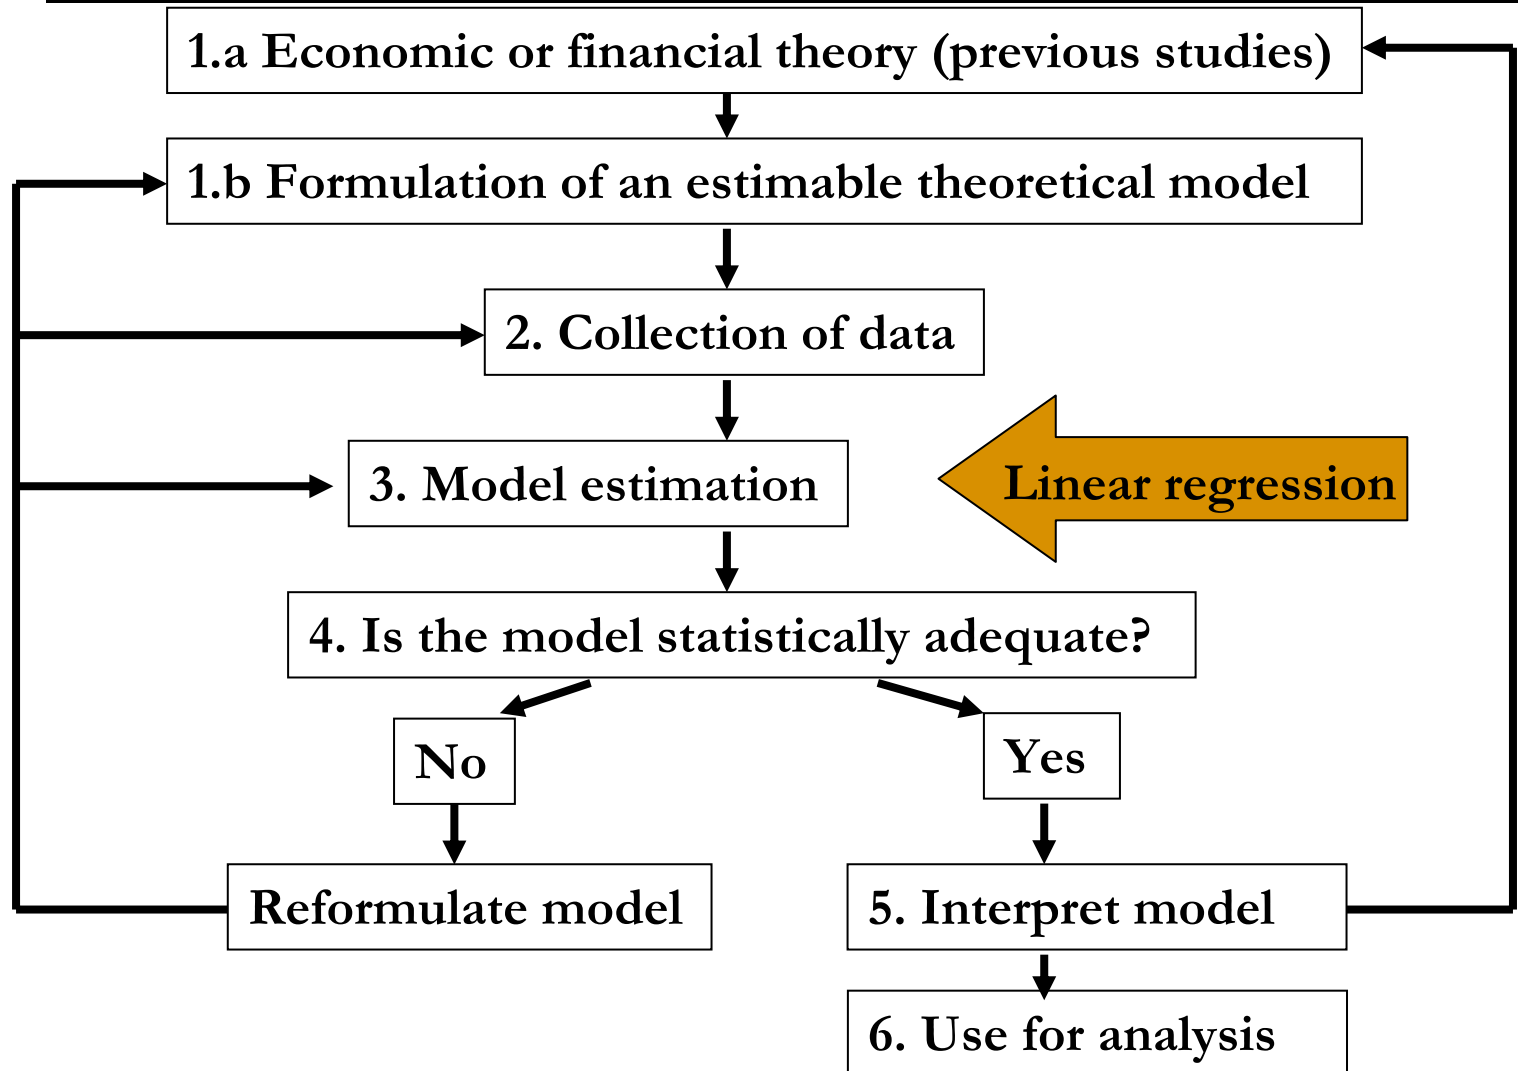 1.a Economic or financial theory (previous studies)
1.b Formulation of an estimable theoretical model
2. Collection of data
3. Model estimation
Linear regression
4. Is the model statistically adequate?
No
Yes
Reformulate model
5. Interpret model
6. Use for analysis